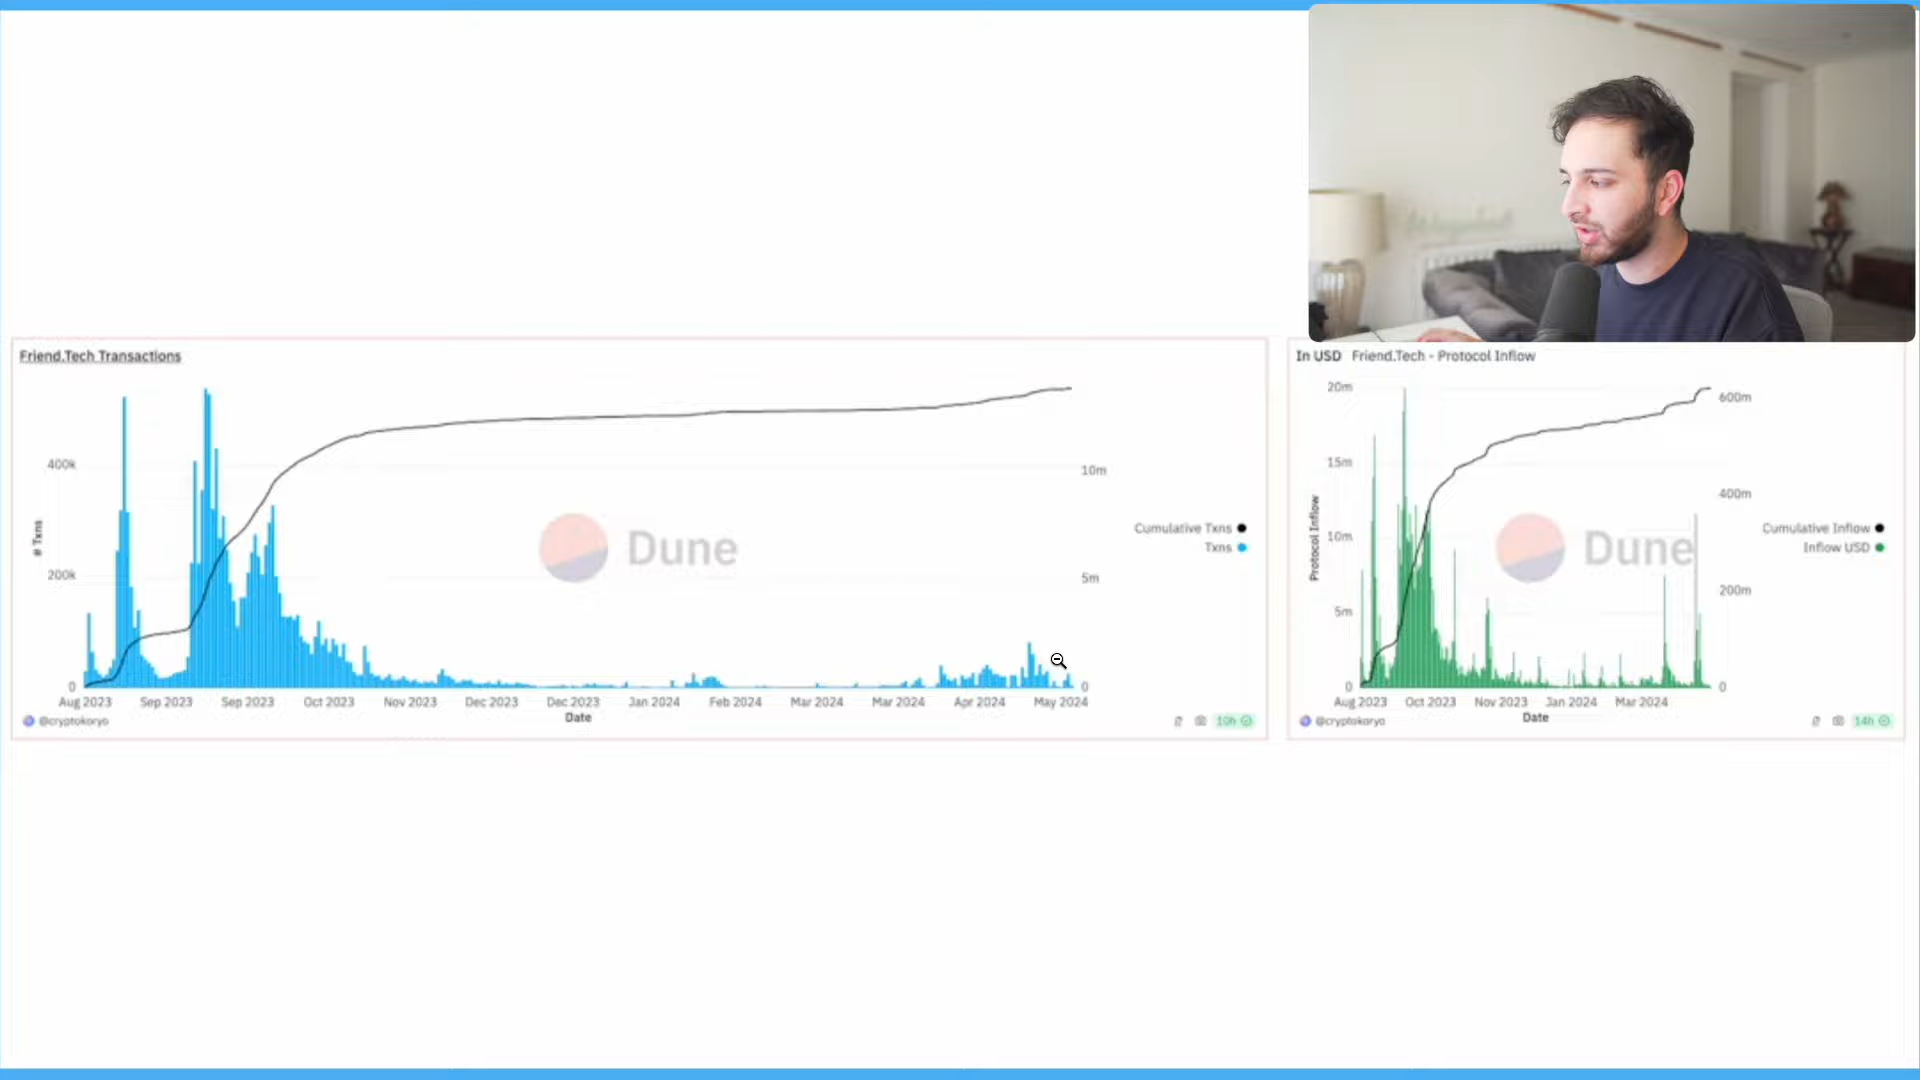 Friend.Tech Transactions
400k
200k
0
# Txns
10m
5m
0
Dune
Cumulative Txns
Txns
Aug 2023 Sep 2023 Sep 2023 Oct 2023 Nov 2023 Dec 2023 Dec 2023 Jan 2024 Feb 2024 Mar 2024 Mar 2024 Apr 2024 May 2024
Date
@cryptokoryo
10h
In USD Friend.Tech - Protocol Inflow
20m
15m
10m
5m
0
Protocol Inflow
600m
400m
200m
0
Dune
Cumulative Inflow
Inflow USD
Aug 2023 Oct 2023 Nov 2023 Jan 2024 Mar 2024
Date
@cryptokoryo
14h